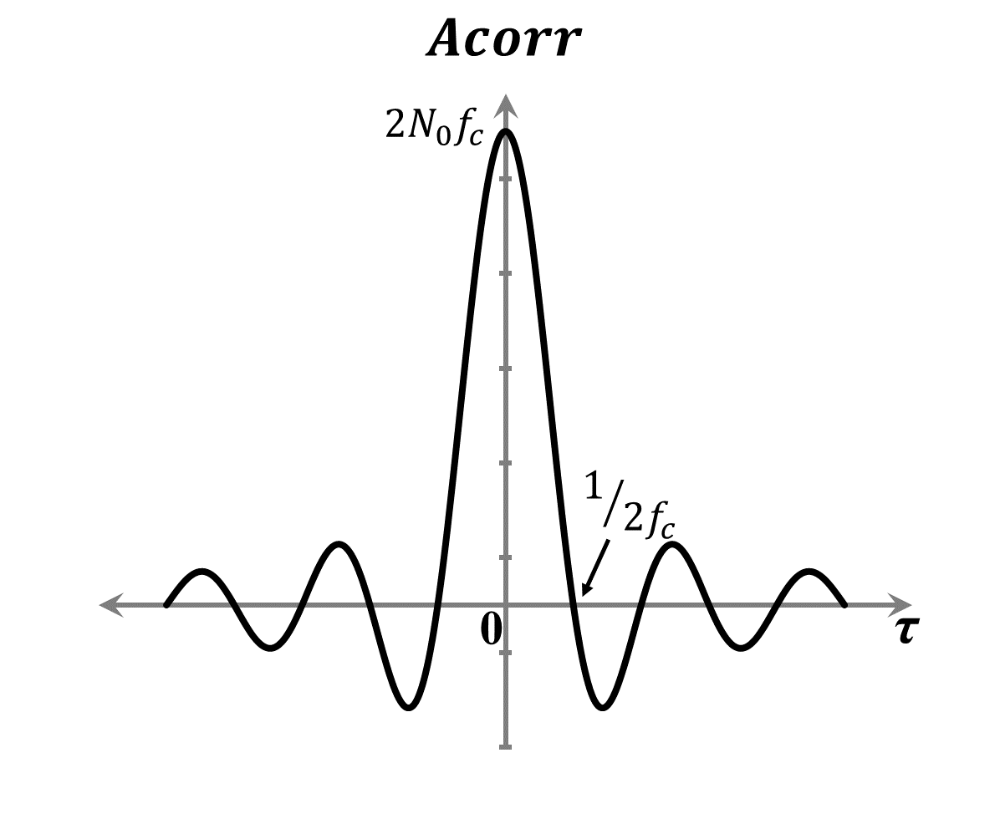 Acorr
2N₀f_c
1/2f_c
0
τ